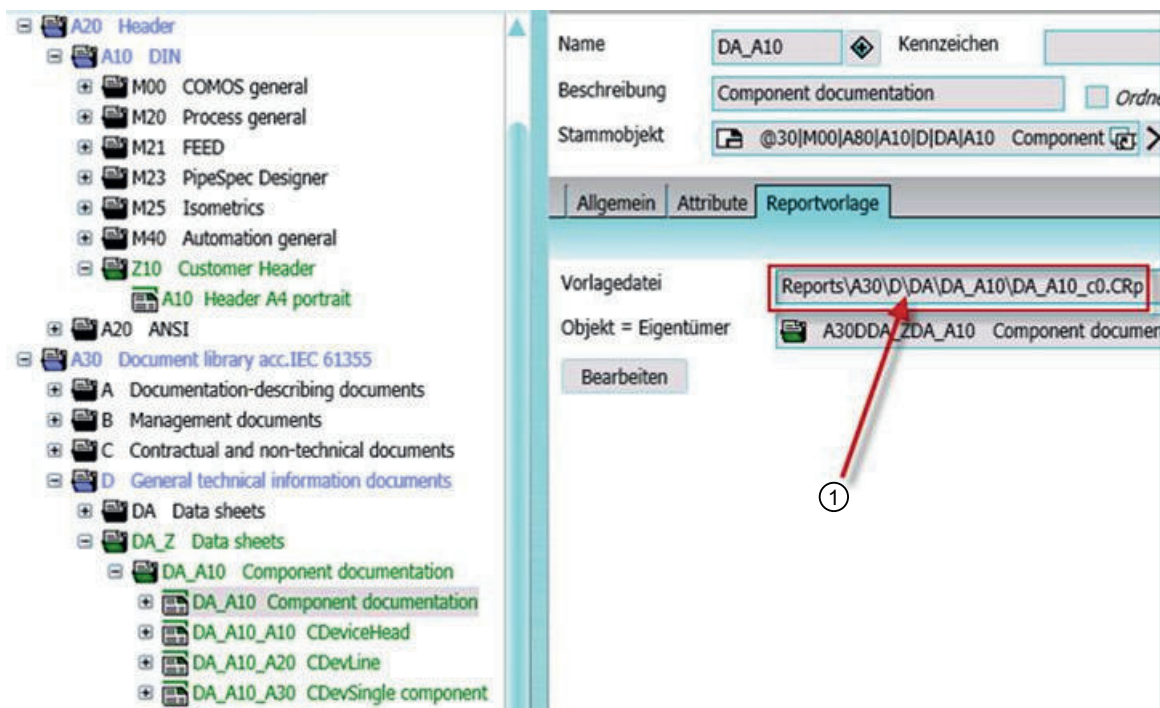 A20 Header
A10 DIN
M00 COMOS general
M20 Process general
M21 FEED
M23 PipeSpec Designer
M25 Isometrics
M40 Automation general
Z10 Customer Header
A10 Header A4 portrait
A20 ANSI
A30 Document library acc.IEC 61355
A Documentation-describing documents
B Management documents
C Contractual and non-technical documents
D General technical information documents
DA Data sheets
DA_Z Data sheets
DA_A10 Component documentation
DA_A10 Component documentation
DA_A10_A10 CDeviceHead
DA_A10_A20 CDevLine
DA_A10_A30 CDevSingle component
Name DA_A10 Kennzeichen
Beschreibung Component documentation Ordne
Stammobjekt @30|M00|A80|A10|D|DA|A10 Component
Allgemein Attribute Reportvorlage
Vorlagedatei Reports\A30\D\DA\DA_A10\DA_A10_c0.CRp
Objekt = Eigentümer A30DDA_ZDA_A10 Component documen
Bearbeiten
1